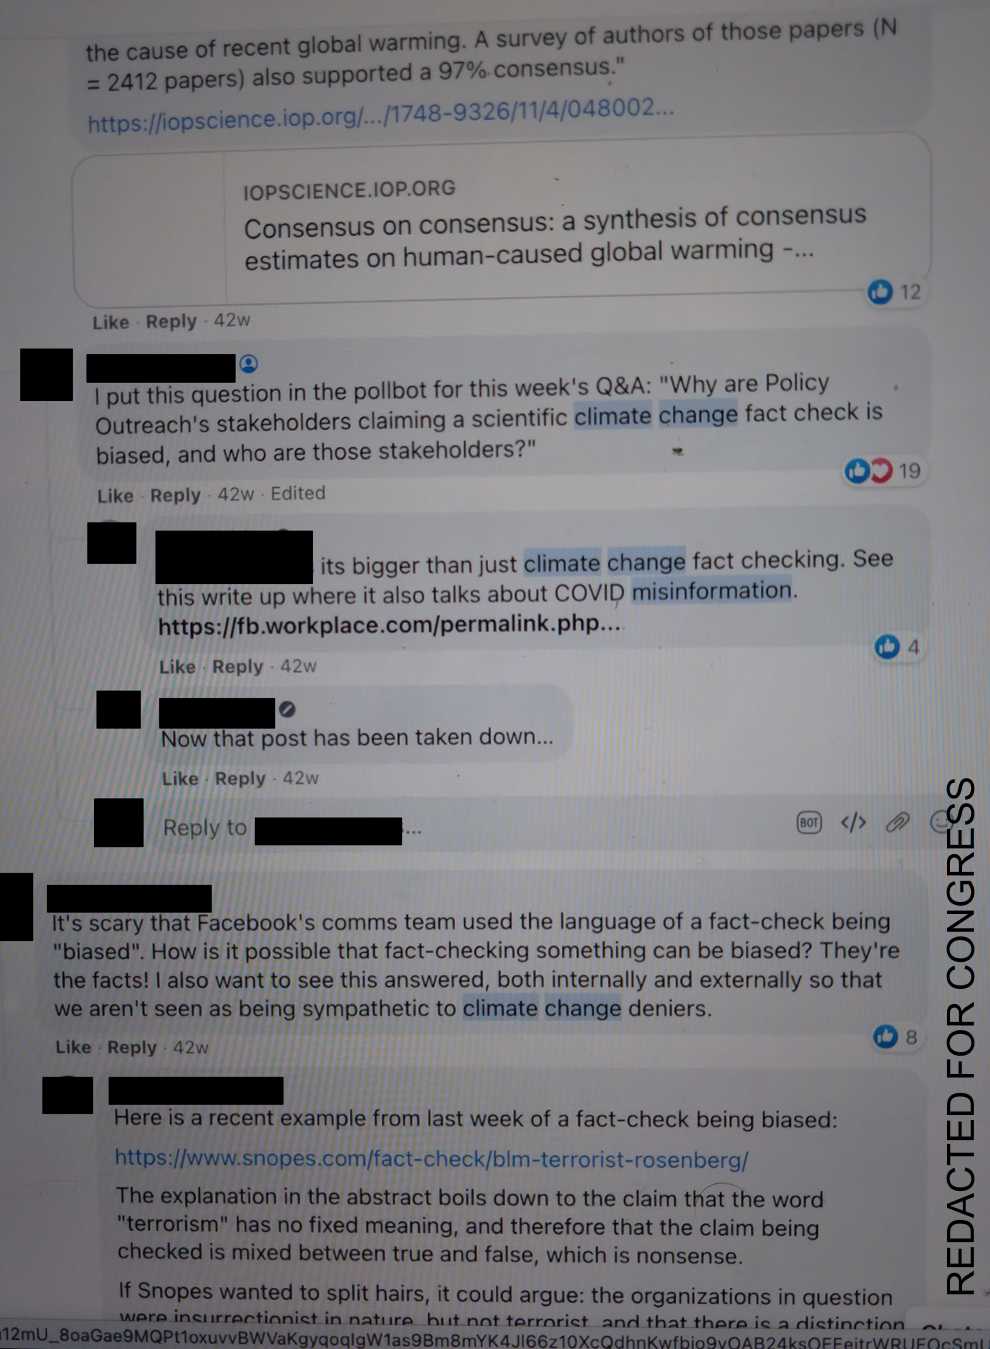 the cause of recent global warming. A survey of authors of those papers (N
= 2412 papers) also supported a 97% consensus."
https://iopscience.iop.org/.../1748-9326/11/4/048002...
IOPSCIENCE.IOP.ORG
Consensus on consensus: a synthesis of consensus
estimates on human-caused global warming -...
12
Like · Reply · 42w
I put this question in the pollbot for this week's Q&A: "Why are Policy
Outreach's stakeholders claiming a scientific climate change fact check is
biased, and who are those stakeholders?"
19
Like · Reply · 42w · Edited
its bigger than just climate change fact checking. See
this write up where it also talks about COVID misinformation.
https://fb.workplace.com/permalink.php...
4
Like · Reply · 42w
Now that post has been taken down...
Like · Reply · 42w
Reply to ...
BOT </>
It's scary that Facebook's comms team used the language of a fact-check being
"biased". How is it possible that fact-checking something can be biased? They're
the facts! I also want to see this answered, both internally and externally so that
we aren't seen as being sympathetic to climate change deniers.
8
Like · Reply · 42w
Here is a recent example from last week of a fact-check being biased:
https://www.snopes.com/fact-check/blm-terrorist-rosenberg/
The explanation in the abstract boils down to the claim that the word
"terrorism" has no fixed meaning, and therefore that the claim being
checked is mixed between true and false, which is nonsense.
If Snopes wanted to split hairs, it could argue: the organizations in question
were insurrectionist in nature, but not terrorist, and that there is a distinction
REDACTED FOR CONGRESS